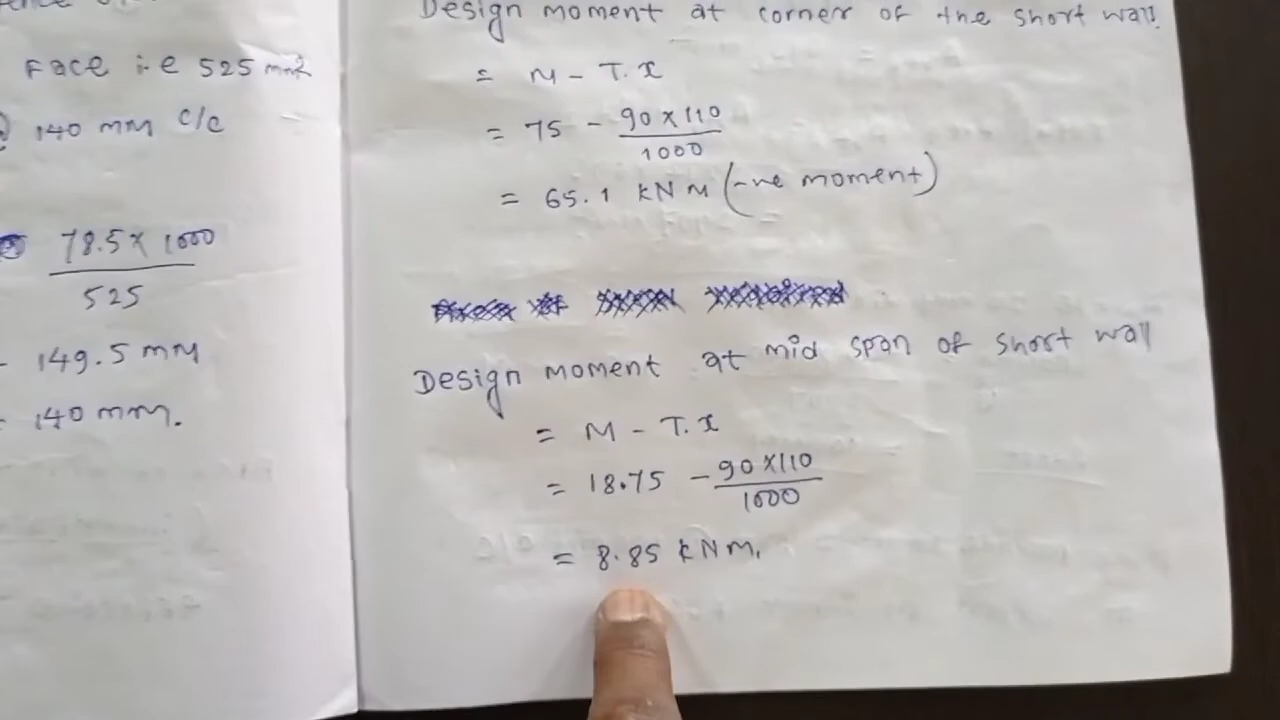 Face i.e 525 mm²
140 mm c/c
78.5 x 1000
525
149.5 mm
140 mm.
Design moment at corner of the short wall
= M - T.x
= 75 - 90 x 110
1000
= 65.1 kNm (-ve moment)
Design moment at mid span of short wall
= M - T.x
= 18.75 - 90 x 110
1000
= 8.85 kNm.